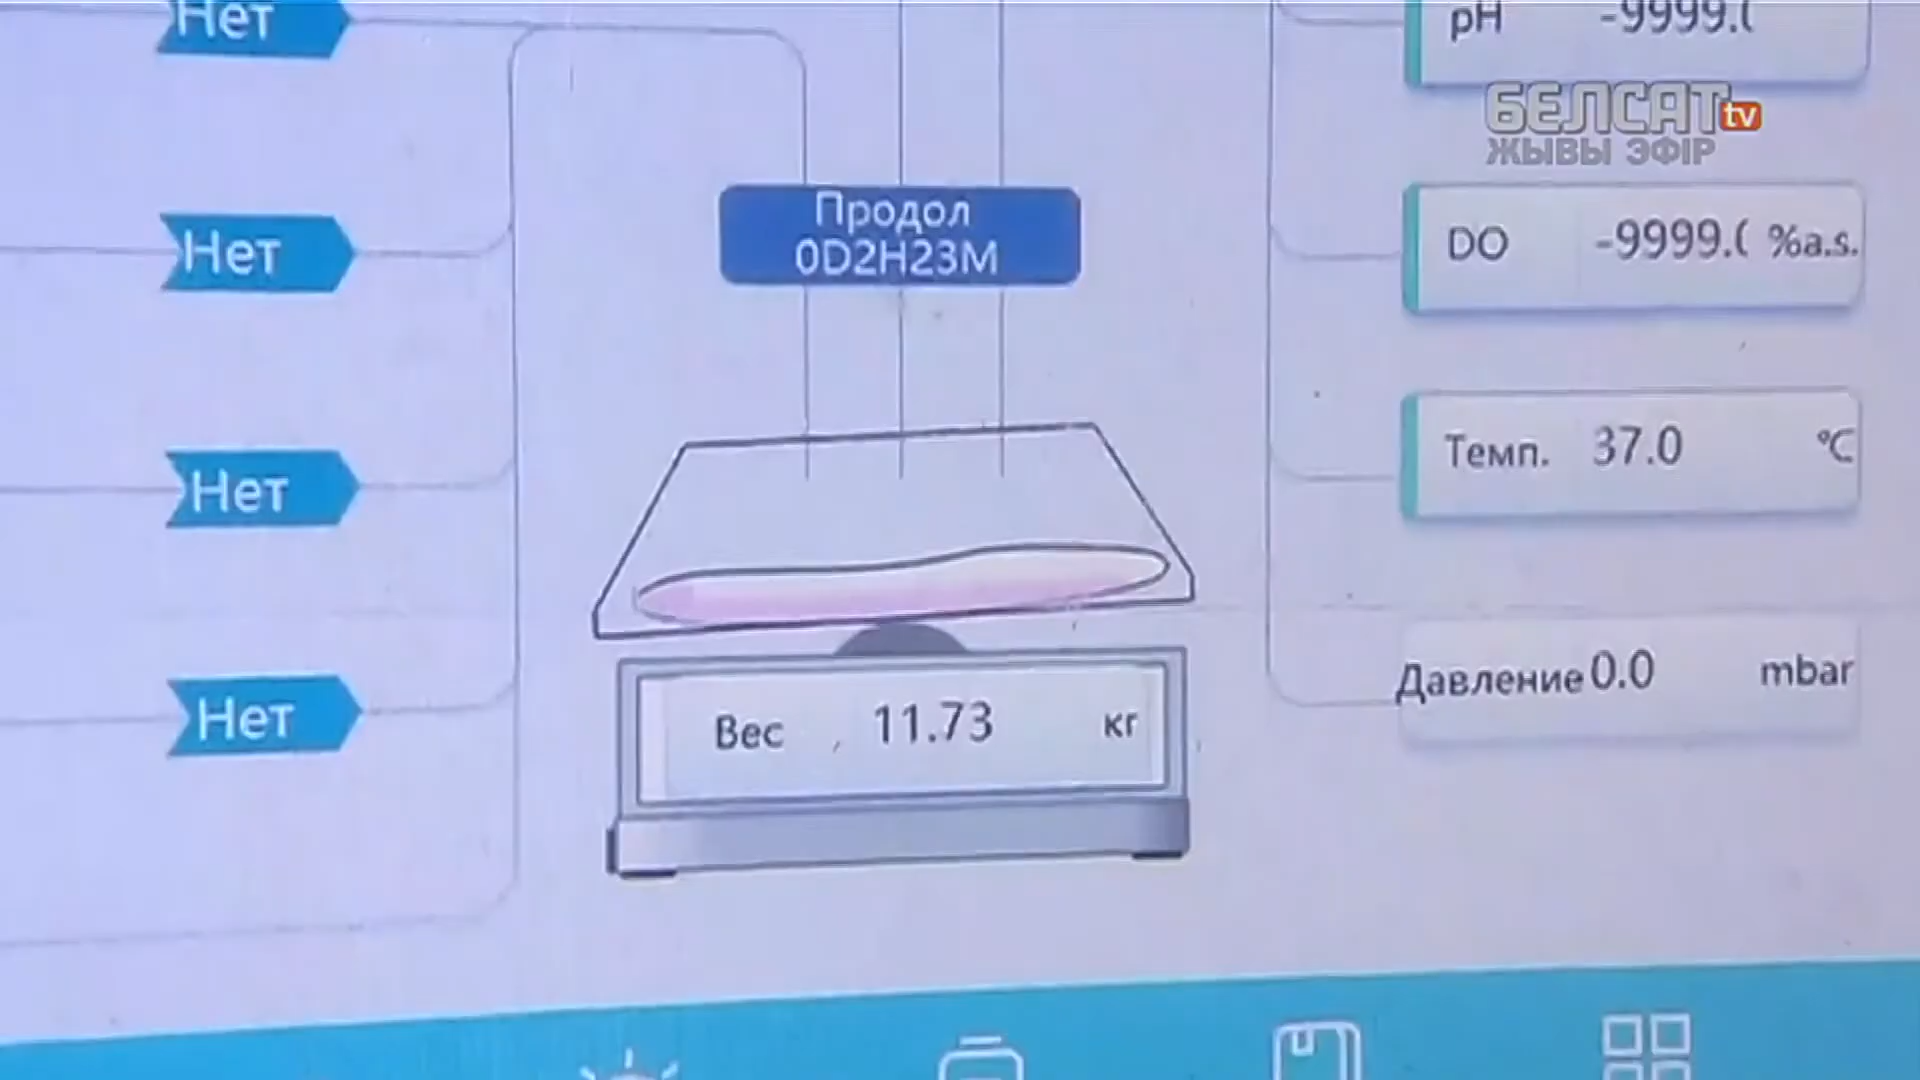 Нет
pH -9999.(
БЕЛСАТ tv
ЖЫВЫ ЭФІР
Продол
0D2H23M
Нет
DO -9999.( %a.s.
Нет
Темп. 37.0 °C
Давление 0.0 mbar
Нет
Вес 11.73 кг